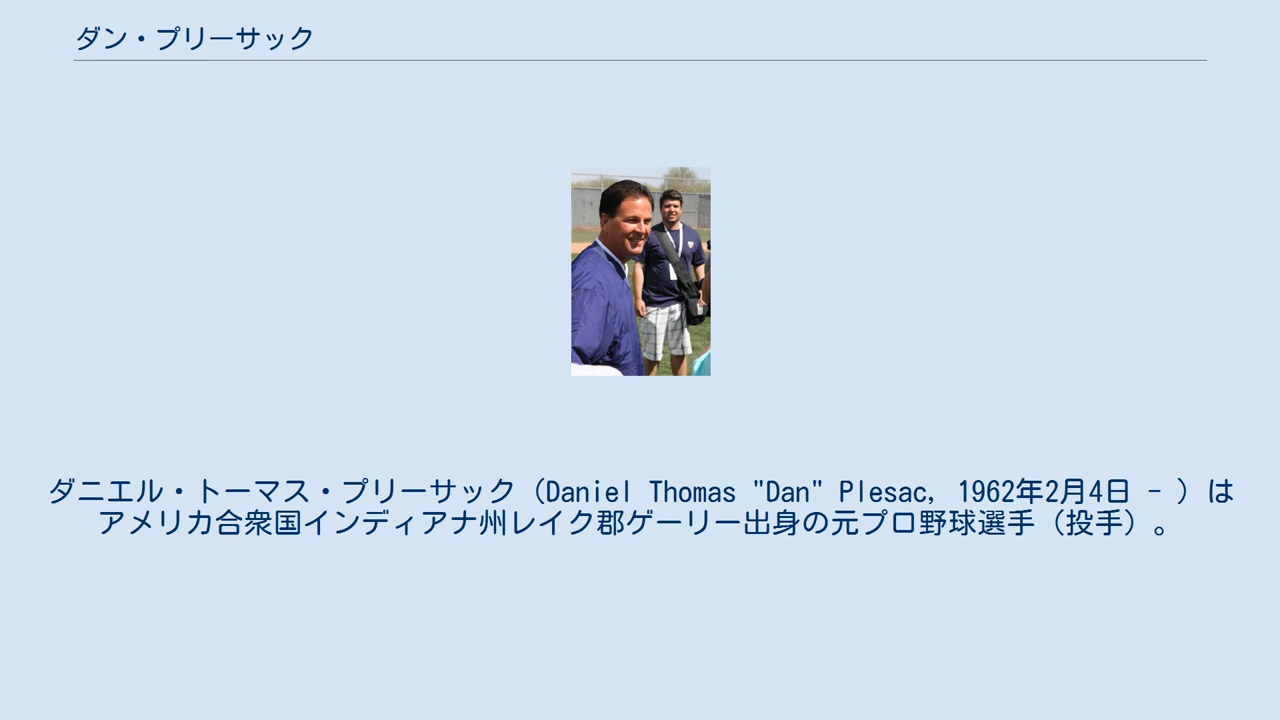 ダン・プリーサック
ダニエル・トーマス・プリーサック（Daniel Thomas "Dan" Plesac, 1962年2月4日 - ）は
アメリカ合衆国インディアナ州レイク郡ゲーリー出身の元プロ野球選手（投手）。